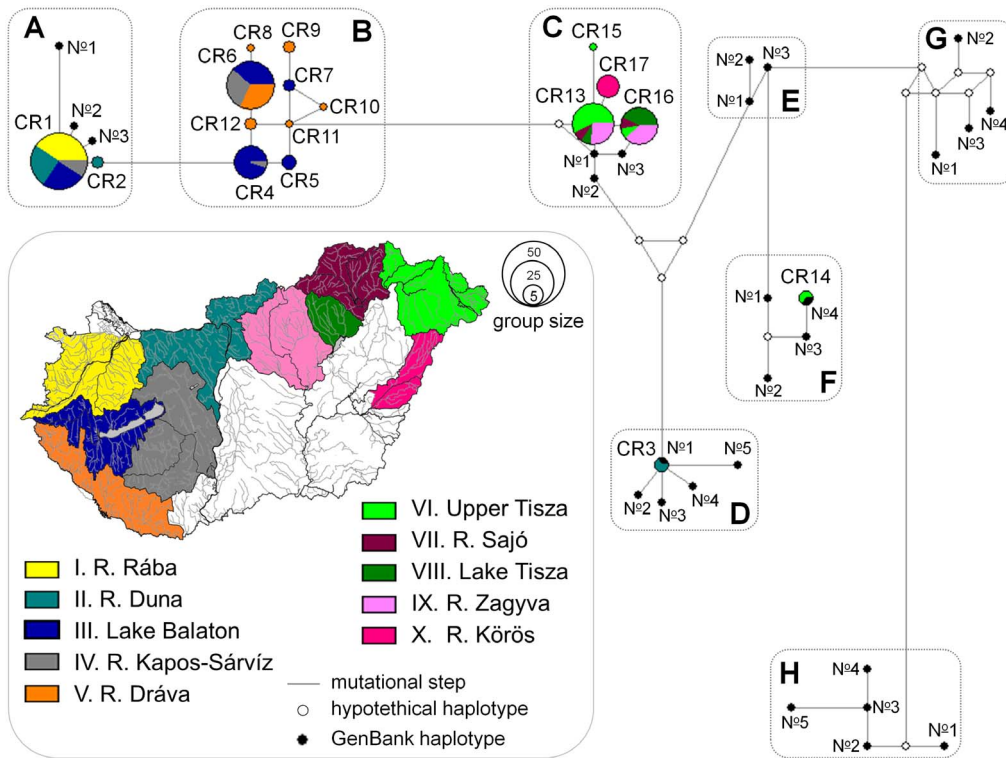 A
№1
CR1
№2
№3
CR2
B
CR8
CR9
CR6
CR7
CR10
CR12
CR11
CR4
CR5
C
CR15
CR17
CR13
CR16
№1
№3
№2
№2
№3
№1
E
G
№2
№4
№3
№1
№1
CR14
№4
№3
№2
F
CR3
№1
№5
№4
№2
№3
D
H
№4
№3
№5
№2
№1
50
25
5
group size
I. R. Rába
II. R. Duna
III. Lake Balaton
IV. R. Kapos-Sárvíz
V. R. Dráva
VI. Upper Tisza
VII. R. Sajó
VIII. Lake Tisza
IX. R. Zagyva
X. R. Körös
mutational step
hypotethical haplotype
GenBank haplotype